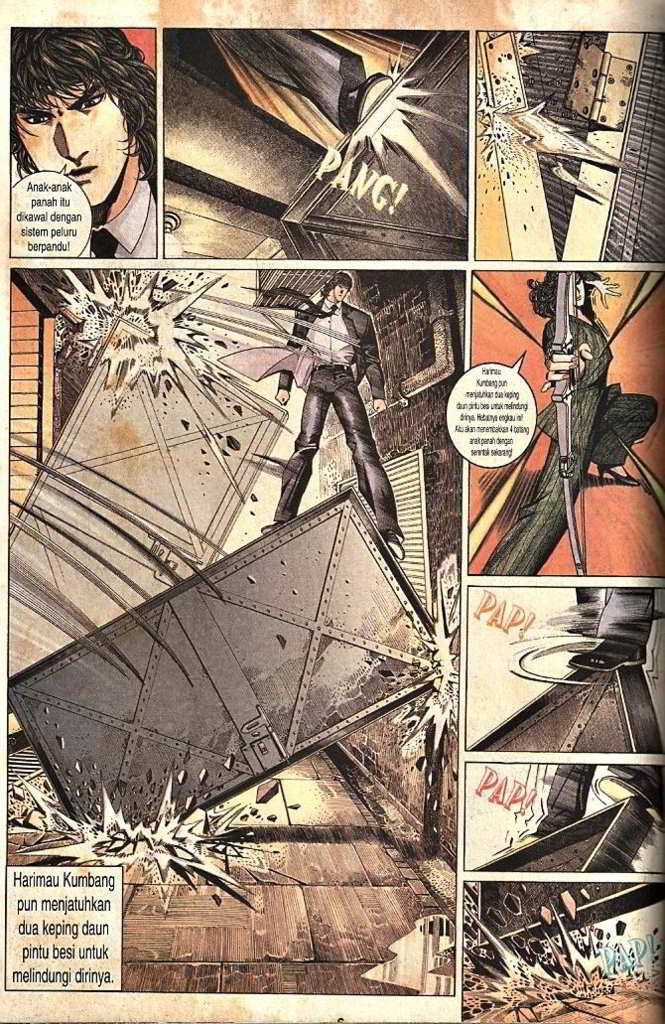 Anak-anak
panah itu
dikawal dengan
sistem peluru
berpandu!
PANG!
Harimau
Kumbang pun
menjatuhkan dua keping
daun pintu besi untuk melindungi
dirinya. Hebatnya engkau ini!
Aku akan menembakkan 4 batang
anak panah dengan
serentak sekarang!
PAP!
PAP!
Harimau Kumbang
pun menjatuhkan
dua keping daun
pintu besi untuk
melindungi dirinya.
PAP!